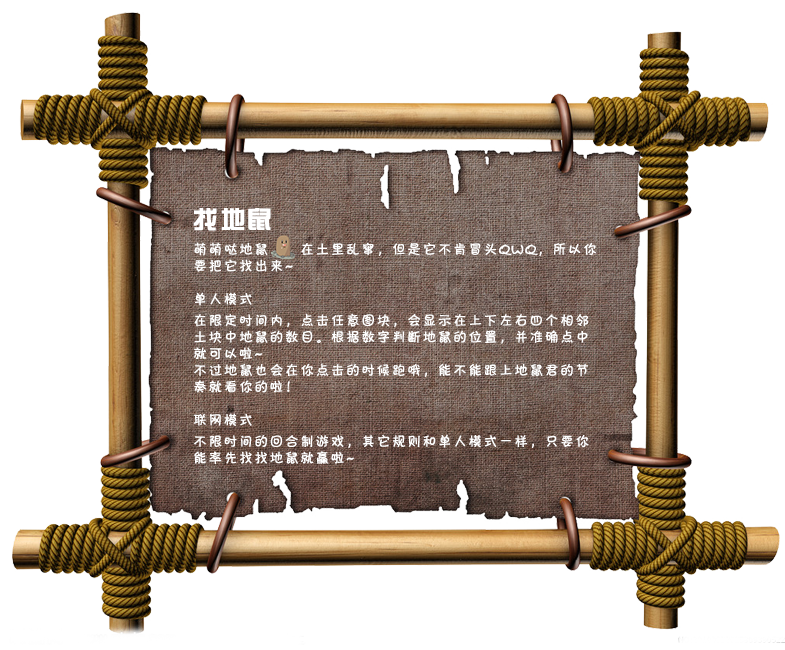 找地鼠
萌萌哒地鼠 在土里乱窜，但是它不肯冒头QWQ，所以你
要把它找出来~
单人模式
在限定时间内，点击任意图块，会显示在上下左右四个相邻
土块中地鼠的数目。根据数字判断地鼠的位置，并准确点中
就可以啦~
不过地鼠也会在你点击的时候跑哦，能不能跟上地鼠君的节
奏就看你的啦！
联网模式
不限时间的回合制游戏，其它规则和单人模式一样，只要你
能率先找找地鼠就赢啦~